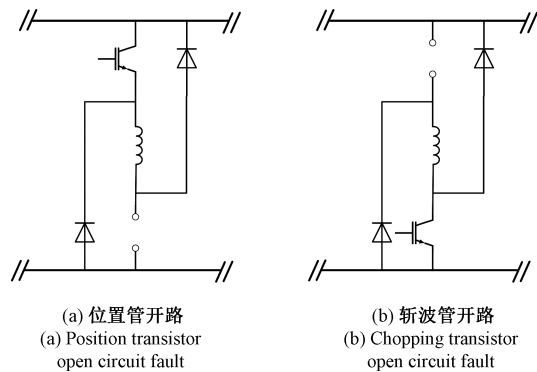 (a) 位置管开路
(a) Position transistor
open circuit fault
(b) 斩波管开路
(b) Chopping transistor
open circuit fault